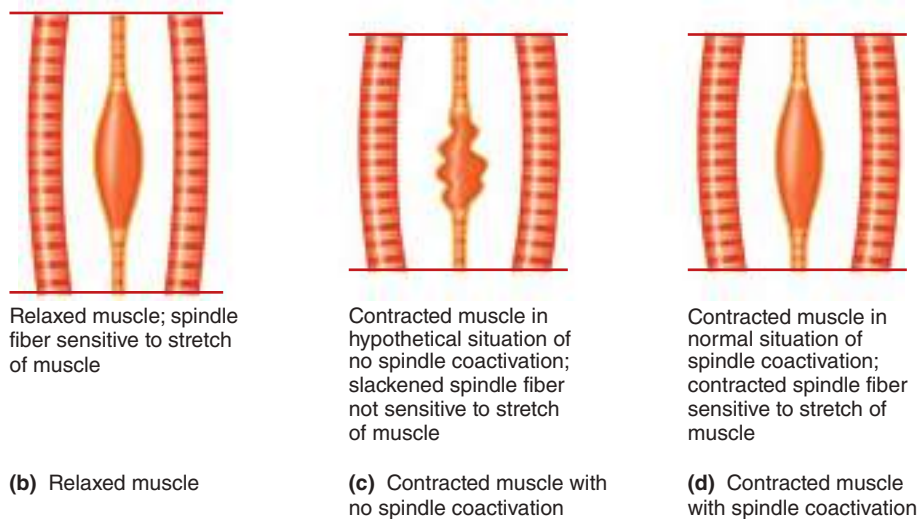 Relaxed muscle; spindle
fiber sensitive to stretch
of muscle
(b) Relaxed muscle
Contracted muscle in
hypothetical situation of
no spindle coactivation;
slackened spindle fiber
not sensitive to stretch
of muscle
(c) Contracted muscle with
no spindle coactivation
Contracted muscle in
normal situation of
spindle coactivation;
contracted spindle fiber
sensitive to stretch of
muscle
(d) Contracted muscle
with spindle coactivation